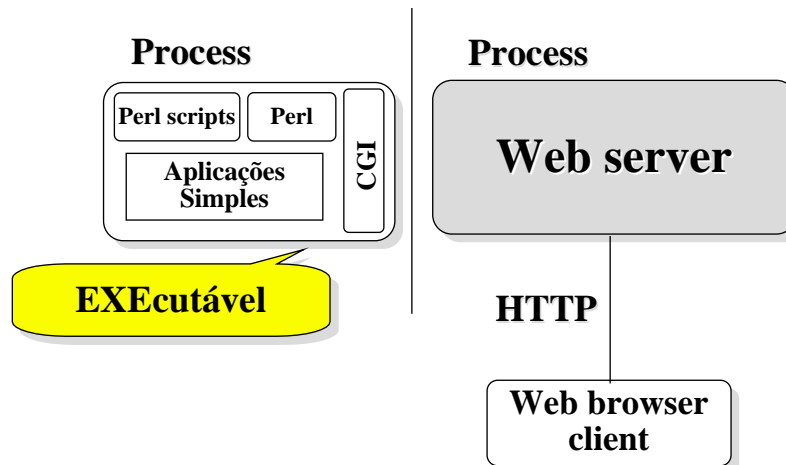 Process
Perl scripts
Perl
CGI
Aplicações
Simples
EXEcutável
Process
Web server
HTTP
Web browser
client